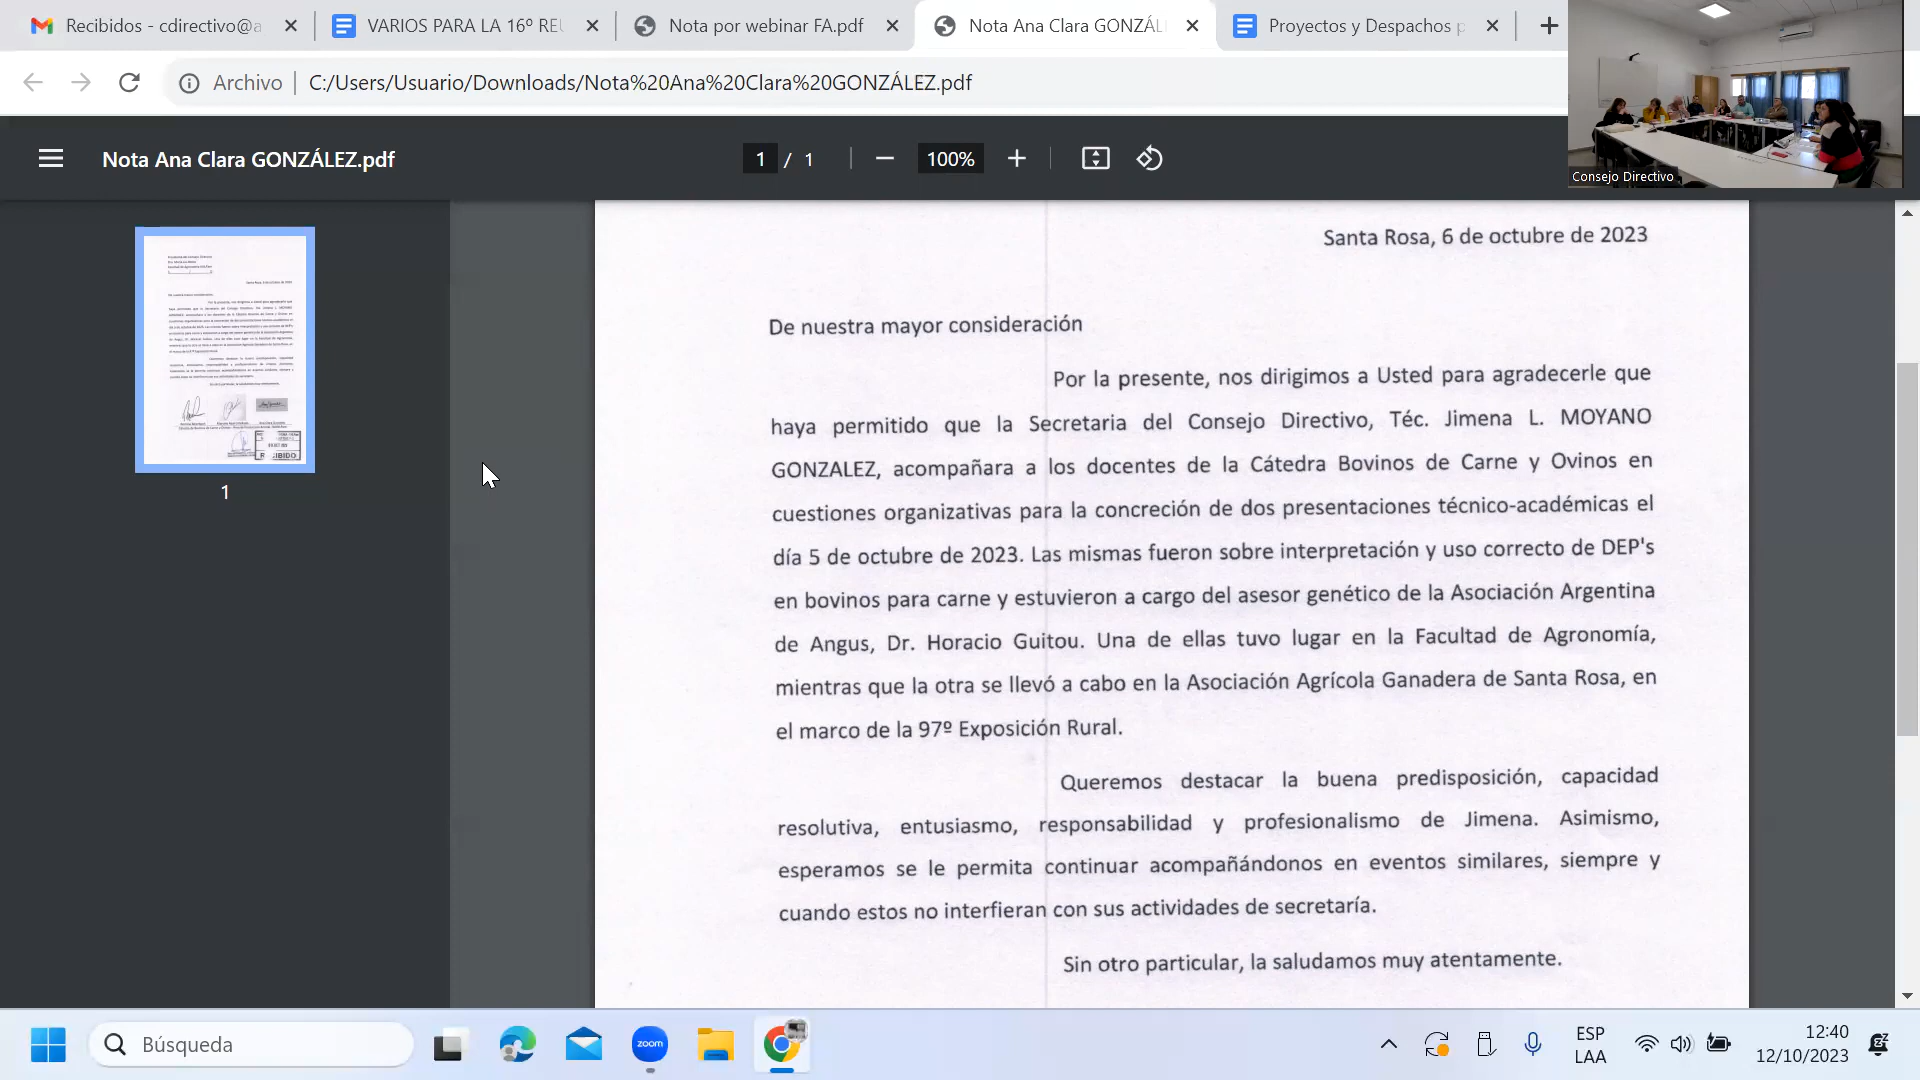 Recibidos - cdirectivo@a
VARIOS PARA LA 16º REU
Nota por webinar FA.pdf
Nota Ana Clara GONZÁL
Proyectos y Despachos p
Archivo
C:/Users/Usuario/Downloads/Nota%20Ana%20Clara%20GONZÁLEZ.pdf
Consejo Directivo
Nota Ana Clara GONZÁLEZ.pdf
1 / 1
100%
1
Santa Rosa, 6 de octubre de 2023
De nuestra mayor consideración
Por la presente, nos dirigimos a Usted para agradecerle que
haya permitido que la Secretaria del Consejo Directivo, Téc. Jimena L. MOYANO
GONZALEZ, acompañara a los docentes de la Cátedra Bovinos de Carne y Ovinos en
cuestiones organizativas para la concreción de dos presentaciones técnico-académicas el
día 5 de octubre de 2023. Las mismas fueron sobre interpretación y uso correcto de DEP's
en bovinos para carne y estuvieron a cargo del asesor genético de la Asociación Argentina
de Angus, Dr. Horacio Guitou. Una de ellas tuvo lugar en la Facultad de Agronomía,
mientras que la otra se llevó a cabo en la Asociación Agrícola Ganadera de Santa Rosa, en
el marco de la 97º Exposición Rural.
Queremos destacar la buena predisposición, capacidad
resolutiva, entusiasmo, responsabilidad y profesionalismo de Jimena. Asimismo,
esperamos se le permita continuar acompañándonos en eventos similares, siempre y
cuando estos no interfieran con sus actividades de secretaría.
Sin otro particular, la saludamos muy atentamente.
Búsqueda
zoom
ESP
LAA
12:40
12/10/2023